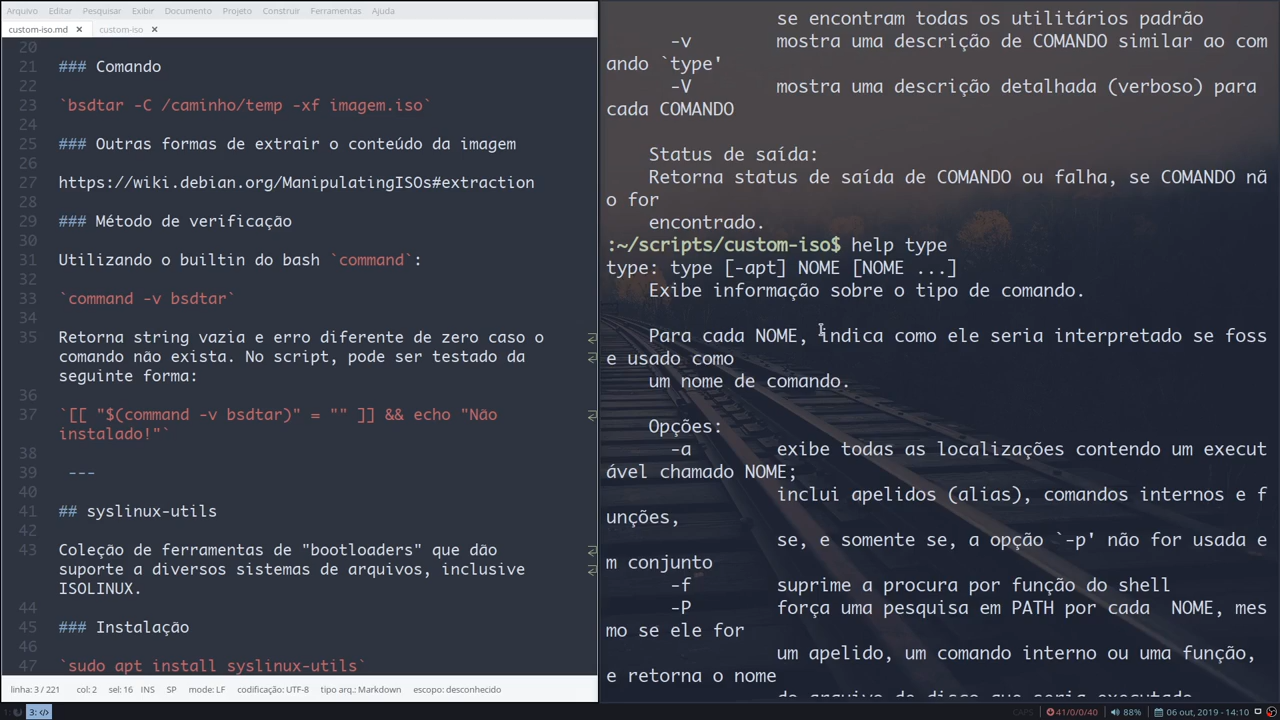 Arquivo Editar Pesquisar Exibir Documento Projeto Construir Ferramentas Ajuda
custom-iso.md × custom-iso ×
20
21 ### Comando
22
23 `bsdtar -C /caminho/temp -xf imagem.iso`
24
25 ### Outras formas de extrair o conteúdo da imagem
26
27 https://wiki.debian.org/ManipulatingISOs#extraction
28
29 ### Método de verificação
30
31 Utilizando o builtin do bash `command`:
32
33 `command -v bsdtar`
34
35 Retorna string vazia e erro diferente de zero caso o
comando não exista. No script, pode ser testado da
seguinte forma:
36
37 `[[ "$(command -v bsdtar)" = "" ]] && echo "Não
instalado!"`
38
39 ---
40
41 ## syslinux-utils
42
43 Coleção de ferramentas de "bootloaders" que dão
suporte a diversos sistemas de arquivos, inclusive
ISOLINUX.
44
45 ### Instalação
46
47 `sudo apt install syslinux-utils`
linha: 3 / 221 col: 2 sel: 16 INS SP mode: LF codificação: UTF-8 tipo arq.: Markdown escopo: desconhecido
se encontram todas os utilitários padrão
-v mostra uma descrição de COMANDO similar ao com
ando `type'
-V mostra uma descrição detalhada (verboso) para
cada COMANDO
Status de saída:
Retorna status de saída de COMANDO ou falha, se COMANDO nã
o for
encontrado.
:~/scripts/custom-iso$ help type
type: type [-apt] NOME [NOME ...]
Exibe informação sobre o tipo de comando.
Para cada NOME, indica como ele seria interpretado se foss
e usado como
um nome de comando.
Opções:
-a exibe todas as localizações contendo um execut
ável chamado NOME;
inclui apelidos (alias), comandos internos e f
unções,
se, e somente se, a opção `-p' não for usada e
m conjunto
-f suprime a procura por função do shell
-P força uma pesquisa em PATH por cada NOME, mes
mo se ele for
um apelido, um comando interno ou uma função,
e retorna o nome
do arquivo de disco que seria executado
1: 3: </> CAPS 41/0/0/40 88% 06 out, 2019 - 14:10